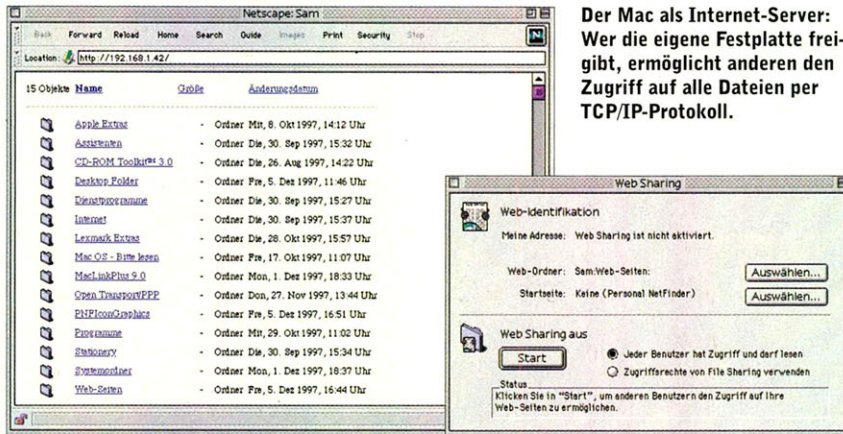 Netscape: Sam
Back Forward Reload Home Search Guide Images Print Security Stop
N
Location: http://192.168.1.42/
15 Objekte Name Größe Änderungsdatum
Apple Extras - Ordner Mit, 8. Okt 1997, 14:12 Uhr
Assistenten - Ordner Die, 30. Sep 1997, 15:32 Uhr
CD-ROM Toolkit™ 3.0 - Ordner Die, 26. Aug 1997, 14:22 Uhr
Desktop Folder - Ordner Fre, 5. Dez 1997, 11:46 Uhr
Dienstprogramme - Ordner Die, 30. Sep 1997, 15:27 Uhr
Internet - Ordner Die, 30. Sep 1997, 15:37 Uhr
Lexmark Extras - Ordner Die, 28. Okt 1997, 15:57 Uhr
Mac OS - Bitte lesen - Ordner Fre, 17. Okt 1997, 11:07 Uhr
MacLinkPlus 9.0 - Ordner Mon, 1. Dez 1997, 18:33 Uhr
Open Transport/PPP - Ordner Don, 27. Nov 1997, 13:44 Uhr
PNFIconGraphics - Ordner Fre, 5. Dez 1997, 16:51 Uhr
Programme - Ordner Mit, 29. Okt 1997, 11:02 Uhr
Stationery - Ordner Die, 30. Sep 1997, 15:34 Uhr
Systemordner - Ordner Mon, 1. Dez 1997, 18:37 Uhr
Web-Seiten - Ordner Fre, 5. Dez 1997, 16:44 Uhr
Der Mac als Internet-Server:
Wer die eigene Festplatte frei-
gibt, ermöglicht anderen den
Zugriff auf alle Dateien per
TCP/IP-Protokoll.
Web Sharing
Web-Identifikation
Meine Adresse: Web Sharing ist nicht aktiviert.
Web-Ordner: Sam:Web-Seiten: Auswählen...
Startseite: Keine (Personal NetFinder) Auswählen...
Web Sharing aus
Start
Jeder Benutzer hat Zugriff und darf lesen
Zugriffsrechte von File Sharing verwenden
Status
Klicken Sie in "Start", um anderen Benutzern den Zugriff auf Ihre
Web-Seiten zu ermöglichen.